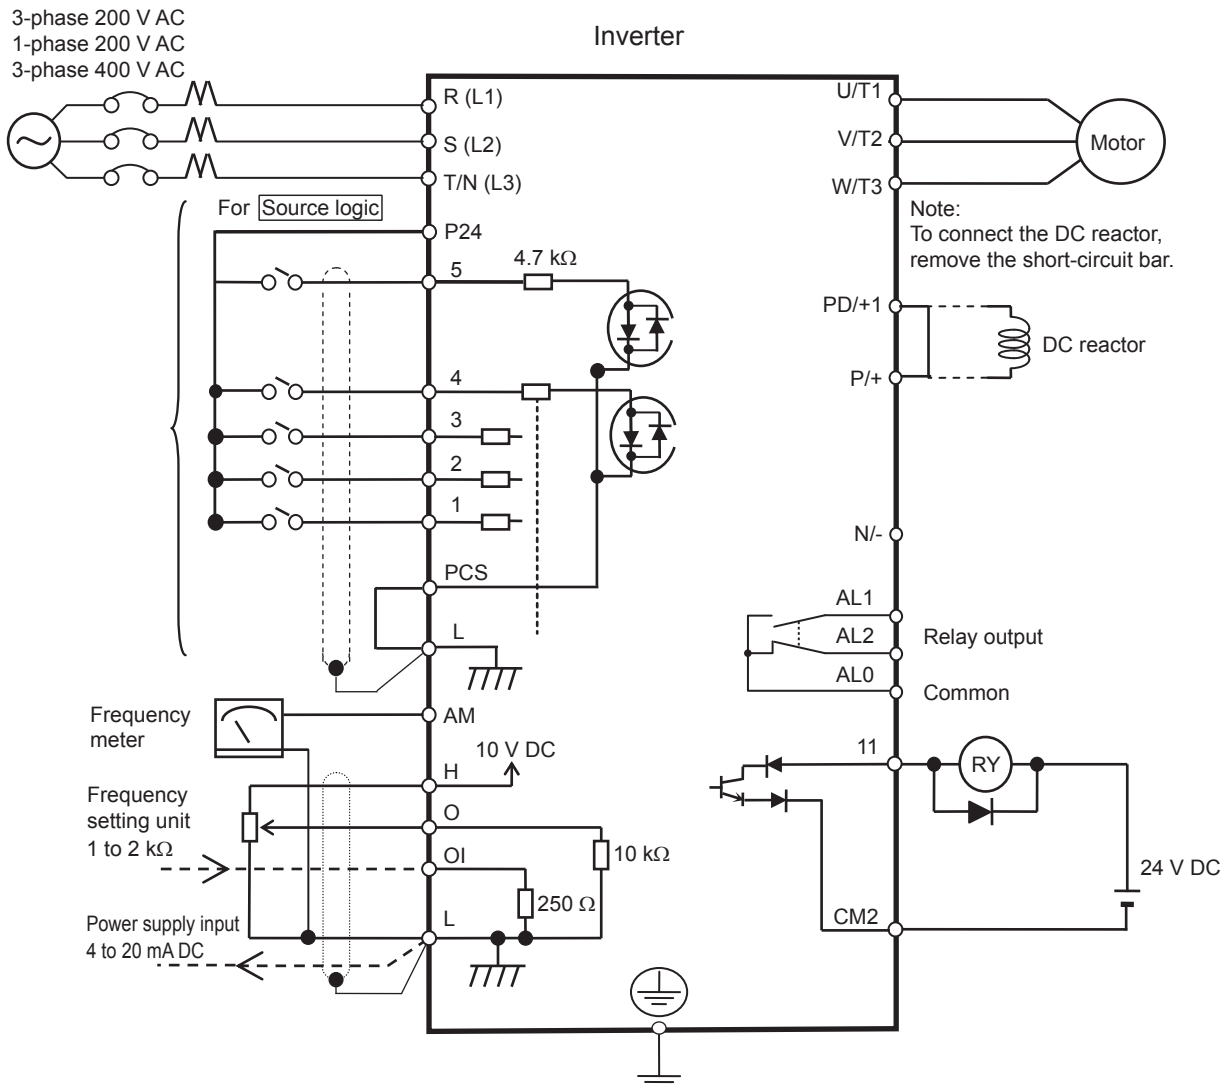 3-phase 200 V AC
1-phase 200 V AC
3-phase 400 V AC
Inverter
R (L1)
S (L2)
T/N (L3)
U/T1
V/T2
W/T3
Motor
For Source logic
P24
5
4.7 kΩ
4
3
2
1
PCS
L
Note:
To connect the DC reactor,
remove the short-circuit bar.
PD/+1
P/+
DC reactor
N/-
AL1
AL2
AL0
Relay output
Common
Frequency
meter
AM
10 V DC
H
Frequency
setting unit
1 to 2 kΩ
O
OI
10 kΩ
250 Ω
Power supply input
4 to 20 mA DC
L
11
RY
24 V DC
CM2